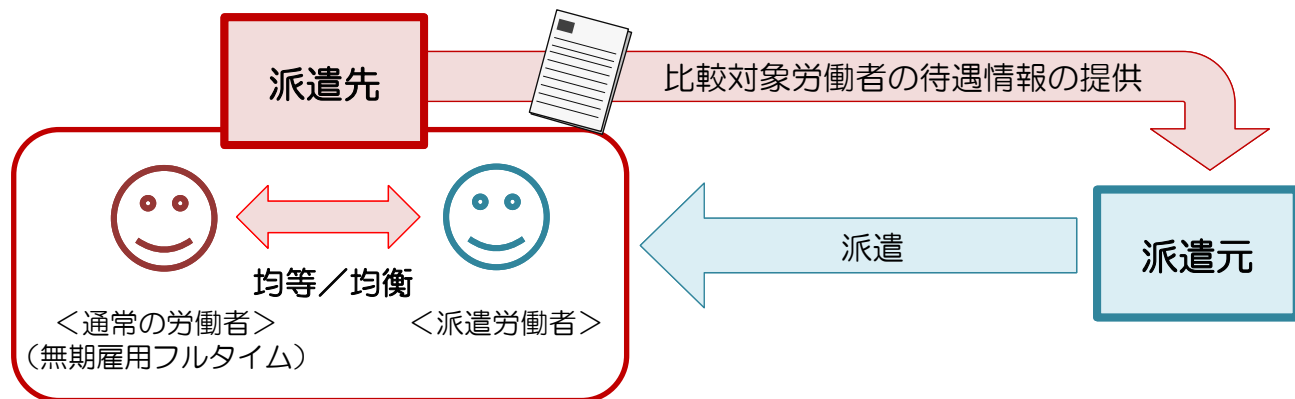 派遣先
比較対象労働者の待遇情報の提供
派遣
派遣元
均等／均衡
＜通常の労働者＞
（無期雇用フルタイム）
＜派遣労働者＞